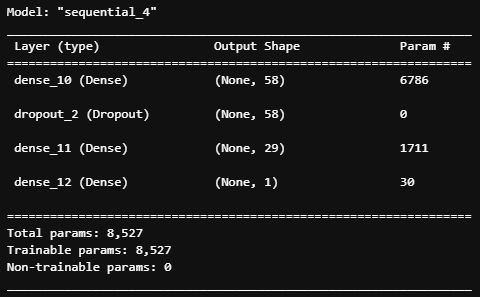 Model: "sequential_4"
_________________________________________________________________
Layer (type) Output Shape Param #
=================================================================
dense_10 (Dense) (None, 58) 6786
dropout_2 (Dropout) (None, 58) 0
dense_11 (Dense) (None, 29) 1711
dense_12 (Dense) (None, 1) 30
=================================================================
Total params: 8,527
Trainable params: 8,527
Non-trainable params: 0
_________________________________________________________________